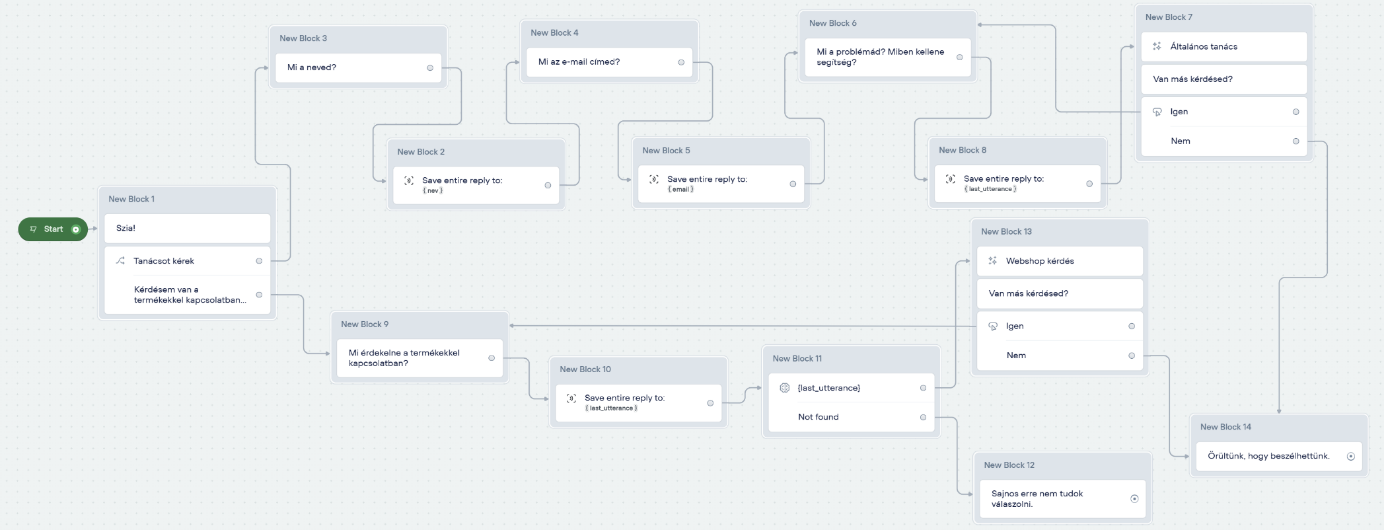 New Block 3
Mi a neved?
New Block 4
Mi az e-mail címed?
New Block 6
Mi a problémád? Miben kellene
segítség?
New Block 7
Általános tanács
Van más kérdésed?
Igen
Nem
New Block 2
Save entire reply to:
{nev}
New Block 5
Save entire reply to:
{email}
New Block 8
Save entire reply to:
{last_utterance}
Start
New Block 1
Szia!
Tanácsot kérek
Kérdésem van a
termékekkel kapcsolatban...
New Block 13
Webshop kérdés
Van más kérdésed?
Igen
Nem
New Block 9
Mi érdekelne a termékekkel
kapcsolatban?
New Block 10
Save entire reply to:
{last_utterance}
New Block 11
{last_utterance}
Not found
New Block 14
Örültünk, hogy beszélhettünk.
New Block 12
Sajnos erre nem tudok
válaszolni.